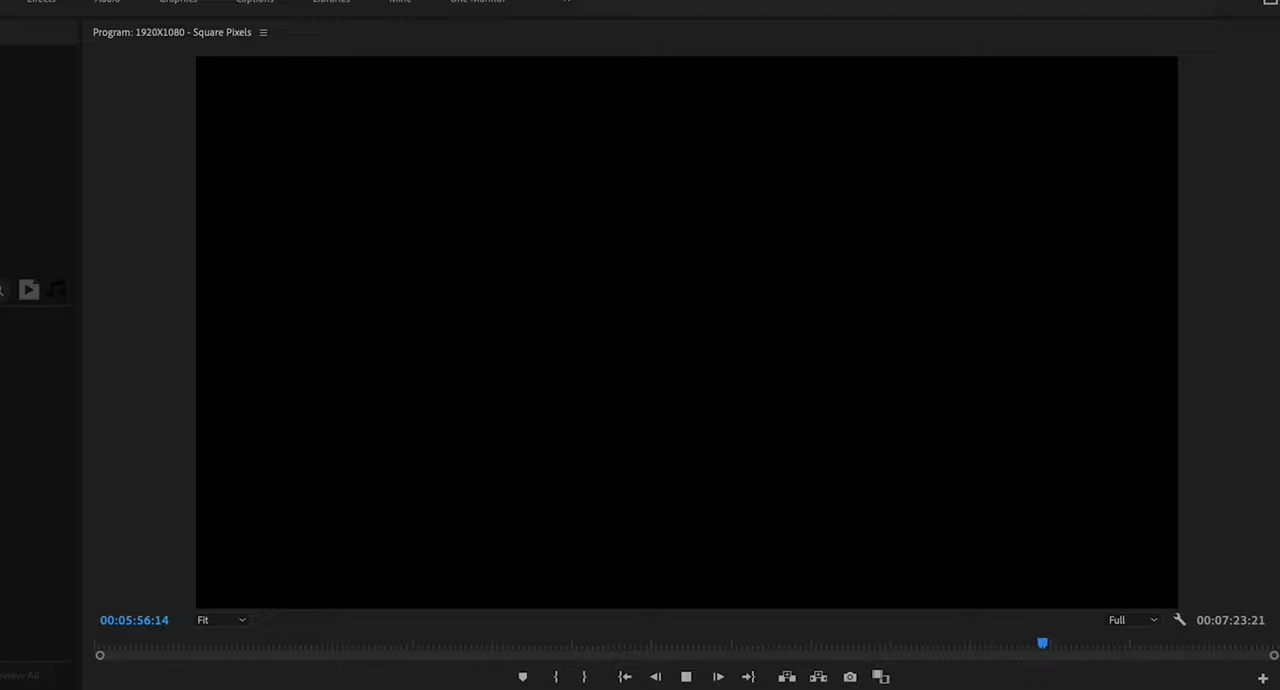 Effects Audio Graphics Captions Libraries Mine One Monitor
Program: 1920X1080 - Square Pixels
00:05:56:14 Fit Full 00:07:23:21
All